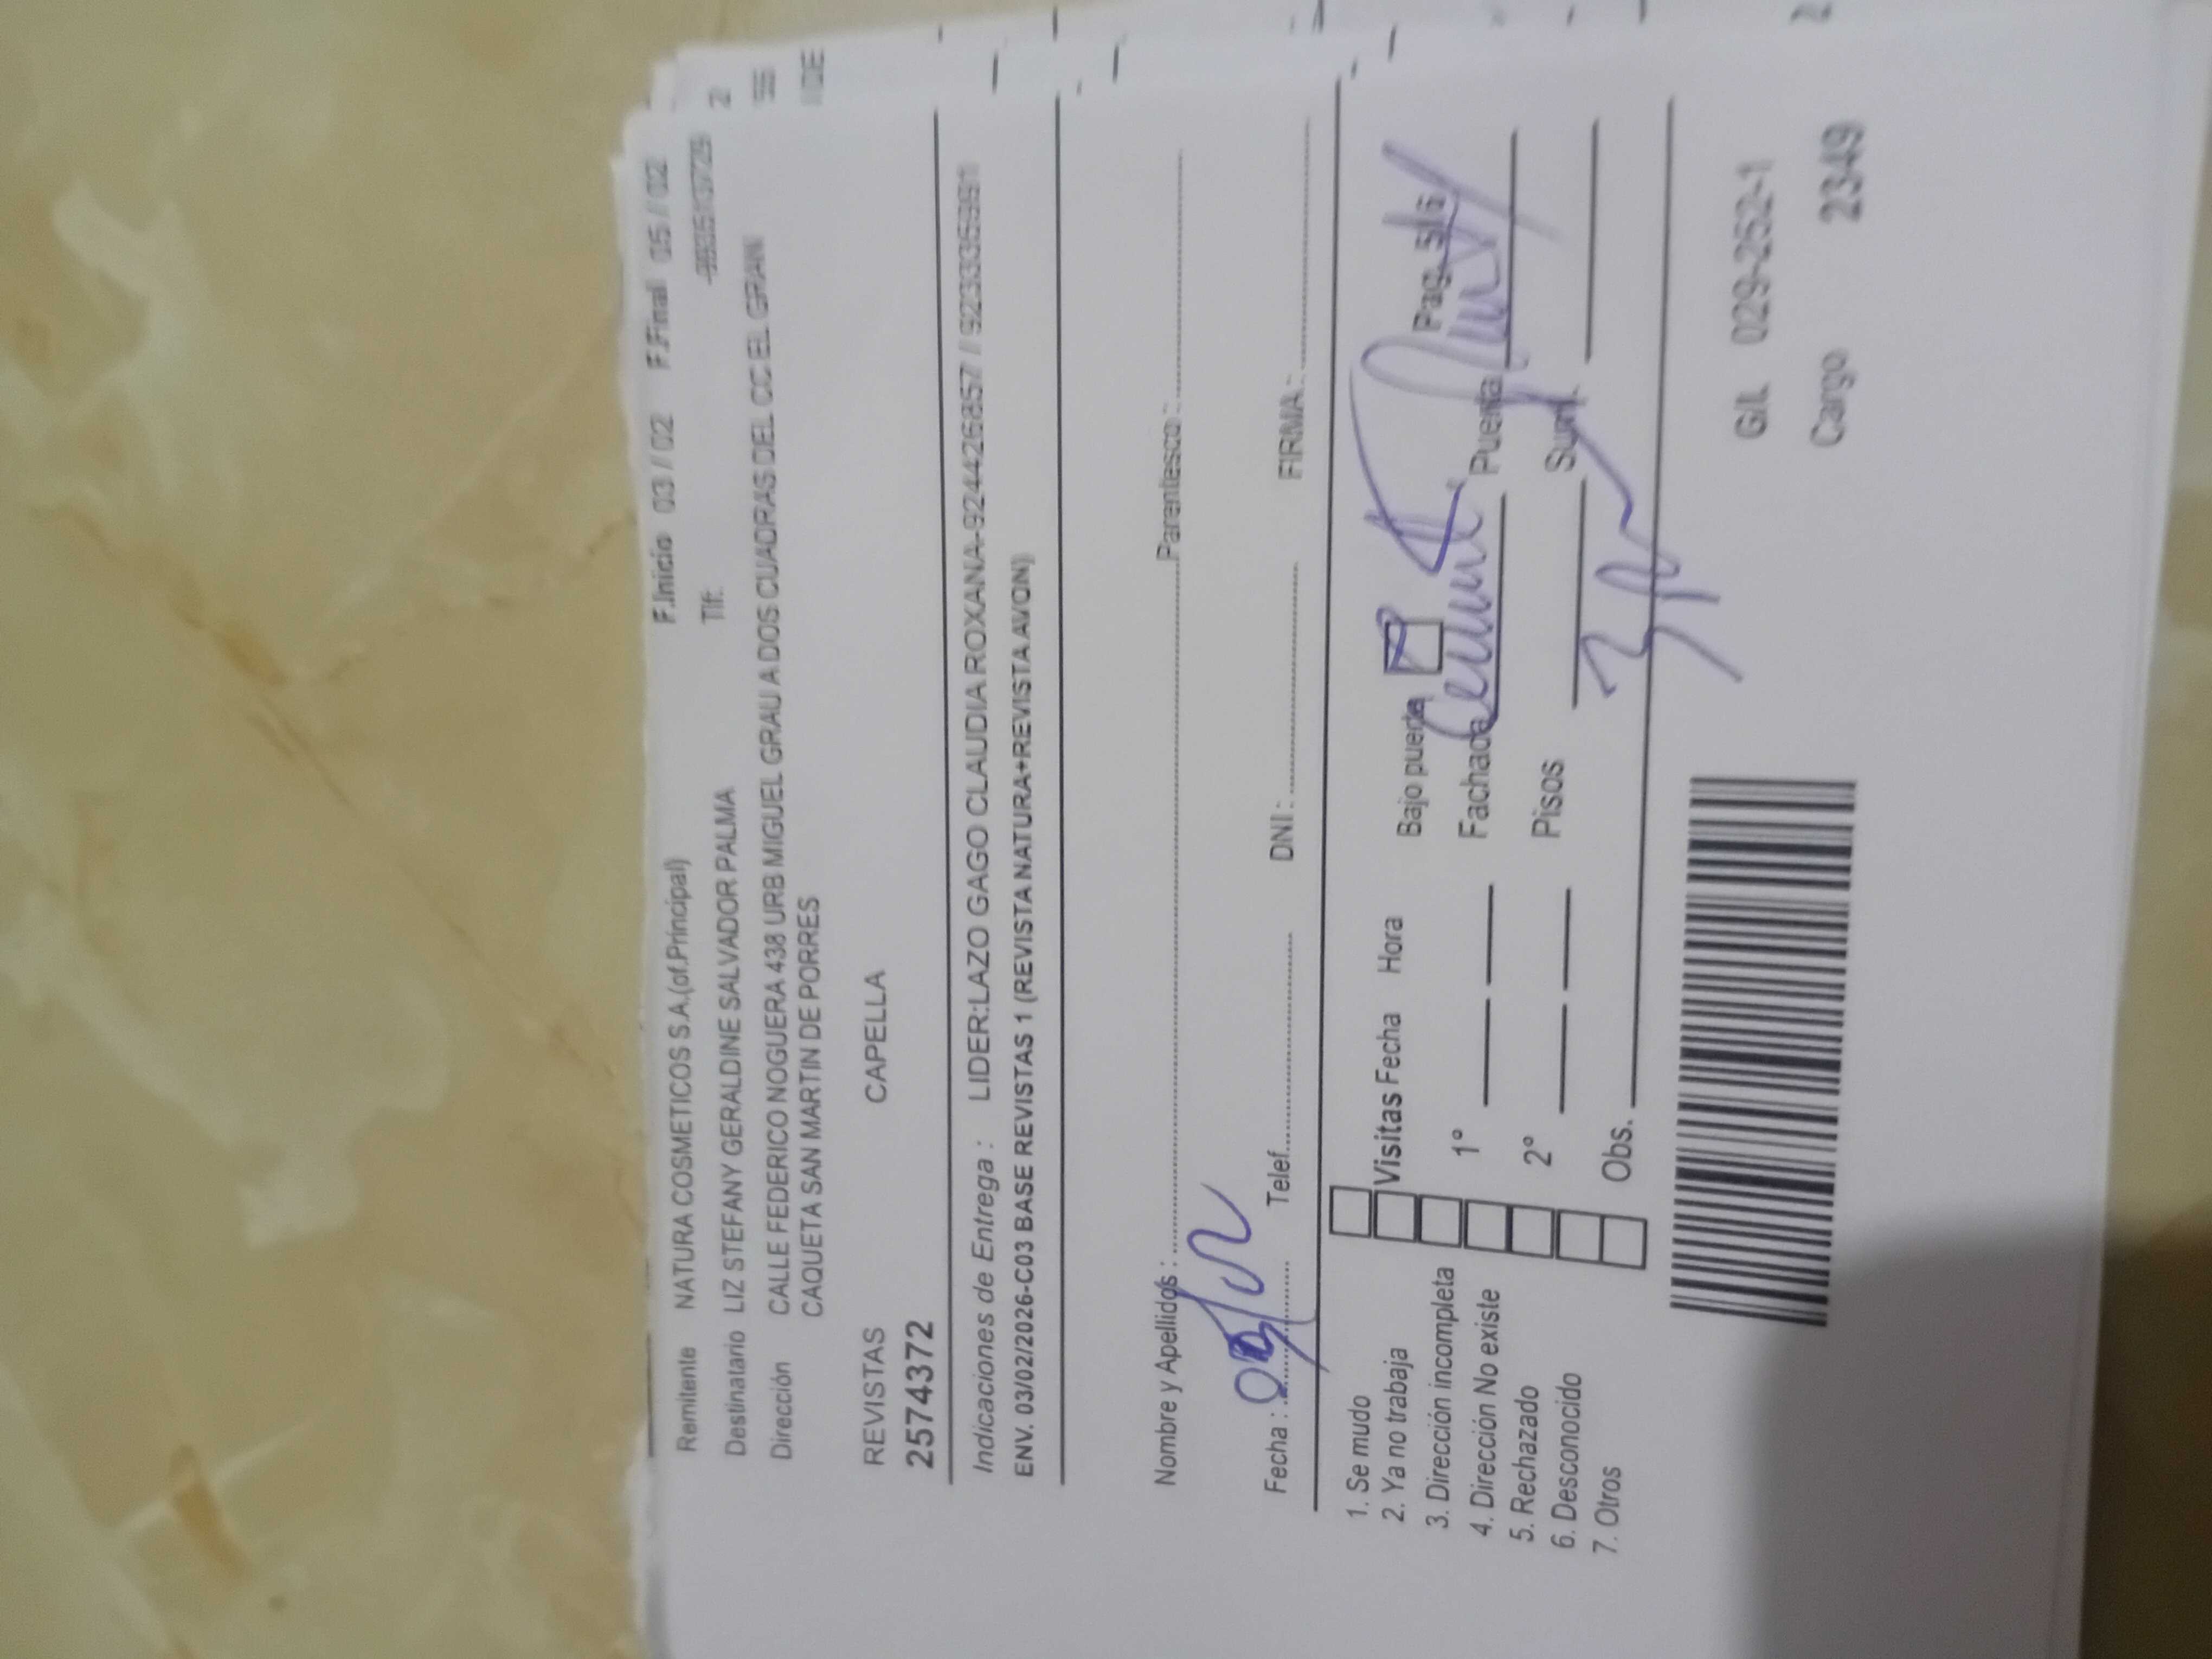 F.Inicio 03 / 02 F.Final 05 / 02
Remitente NATURA COSMETICOS S.A.(of.Principal) Tlf:
Destinatario LIZ STEFANY GERALDINE SALVADOR PALMA
Dirección CALLE FEDERICO NOGUERA 438 URB MIGUEL GRAU A DOS CUADRAS DEL CC EL GRAN
CAQUETA SAN MARTIN DE PORRES
REVISTAS CAPELLA
2574372
Indicaciones de Entrega : LIDER:LAZO GAGO CLAUDIA ROXANA-924426857 /
ENV. 03/02/2026-C03 BASE REVISTAS 1 (REVISTA NATURA+REVISTA AVON)
Nombre y Apellidos : Parentesco :
Fecha : Telef. DNI : FIRMA:
1. Se mudo
2. Ya no trabaja
3. Dirección incompleta
4. Dirección No existe
5. Rechazado
6. Desconocido
7. Otros
Visitas Fecha Hora Bajo puerta Pag. 5/6
1° Fachada Puerta
2° Pisos Sum.
Obs.
G/L 029-252-1
Cargo 2349